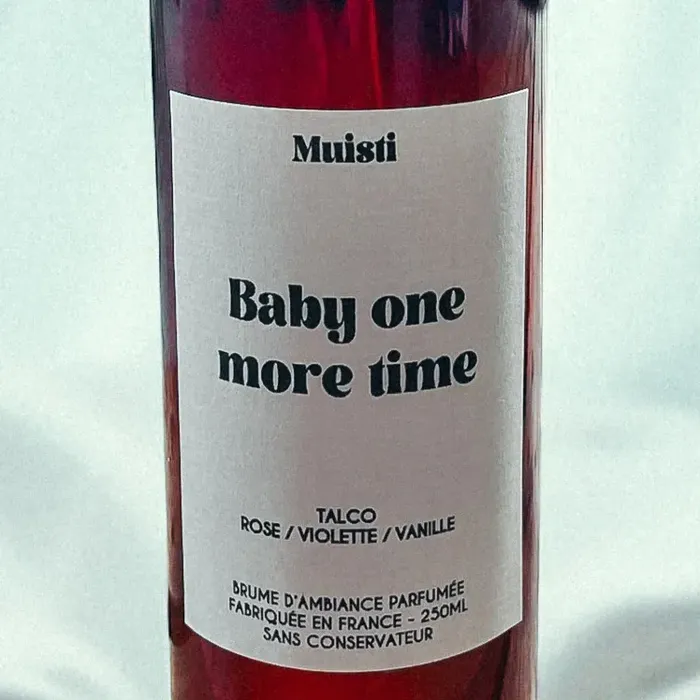 Muisti
Baby one
more time
TALCO
ROSE / VIOLETTE / VANILLE
BRUME D'AMBIANCE PARFUMÉE
FABRIQUÉE EN FRANCE - 250ML
SANS CONSERVATEUR